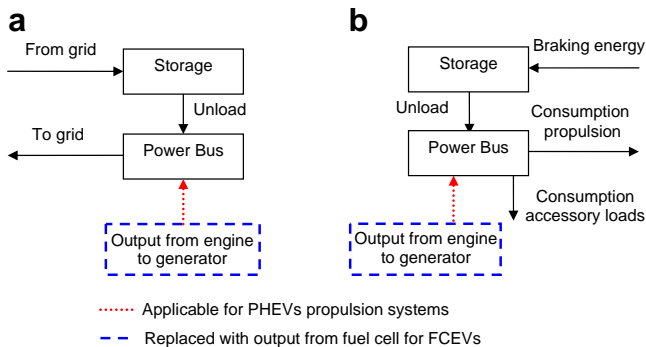 a
From grid
Storage
Unload
To grid
Power Bus
Output from engine
to generator
b
Braking energy
Storage
Unload
Consumption
propulsion
Power Bus
Consumption
accessory loads
Output from engine
to generator
Applicable for PHEVs propulsion systems
Replaced with output from fuel cell for FCEVs